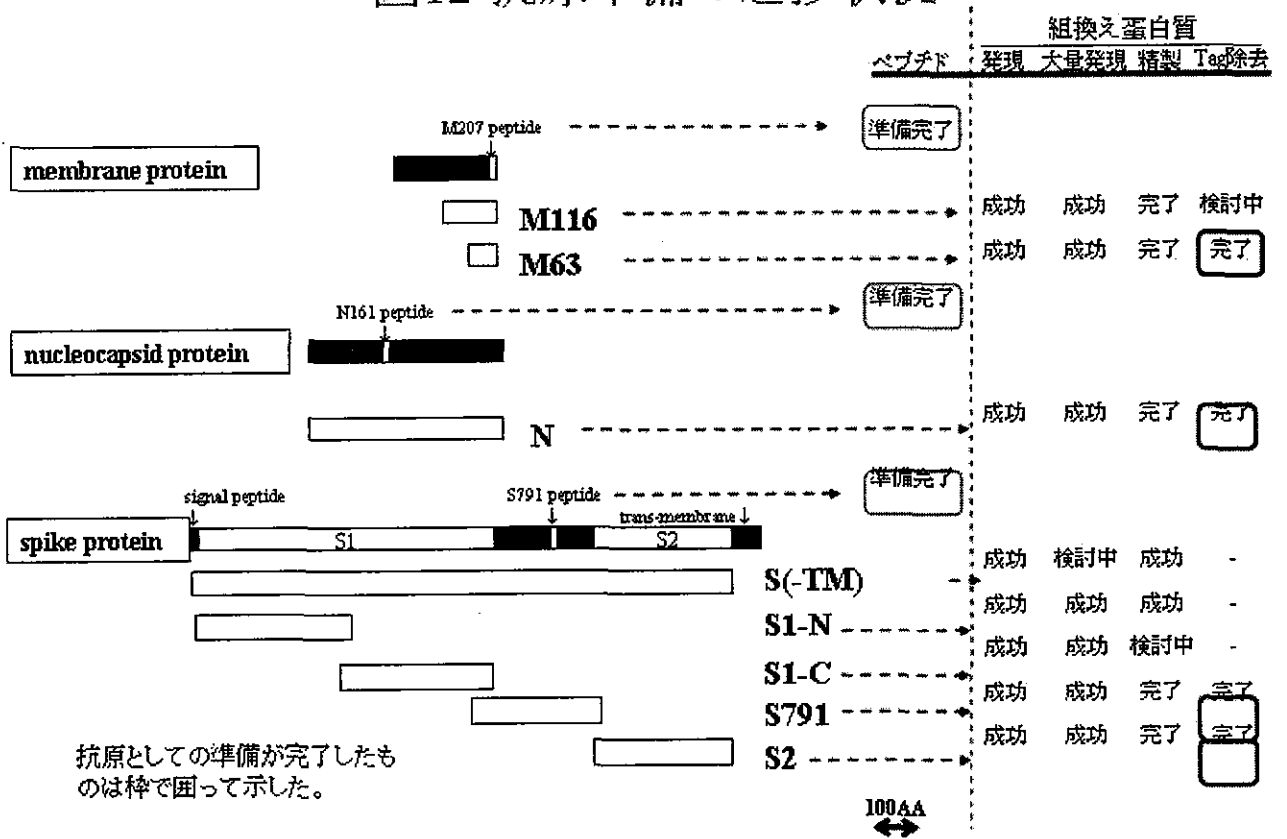 組換え蛋白質
ペプチド 発現 大量発現 精製 Tag除去
M207 peptide 準備完了
membrane protein
M116 成功 成功 完了 検討中
M63 成功 成功 完了 完了
N161 peptide 準備完了
nucleocapsid protein
N 成功 成功 完了 完了
signal peptide S791 peptide 準備完了
trans-membrane
spike protein S1 S2
S(-TM) 成功 検討中 成功 -
S1-N 成功 成功 成功 -
S1-C 成功 成功 検討中 -
S791 成功 成功 完了 完了
S2 成功 成功 完了 完了
抗原としての準備が完了したも
のは枠で囲って示した。
100AA